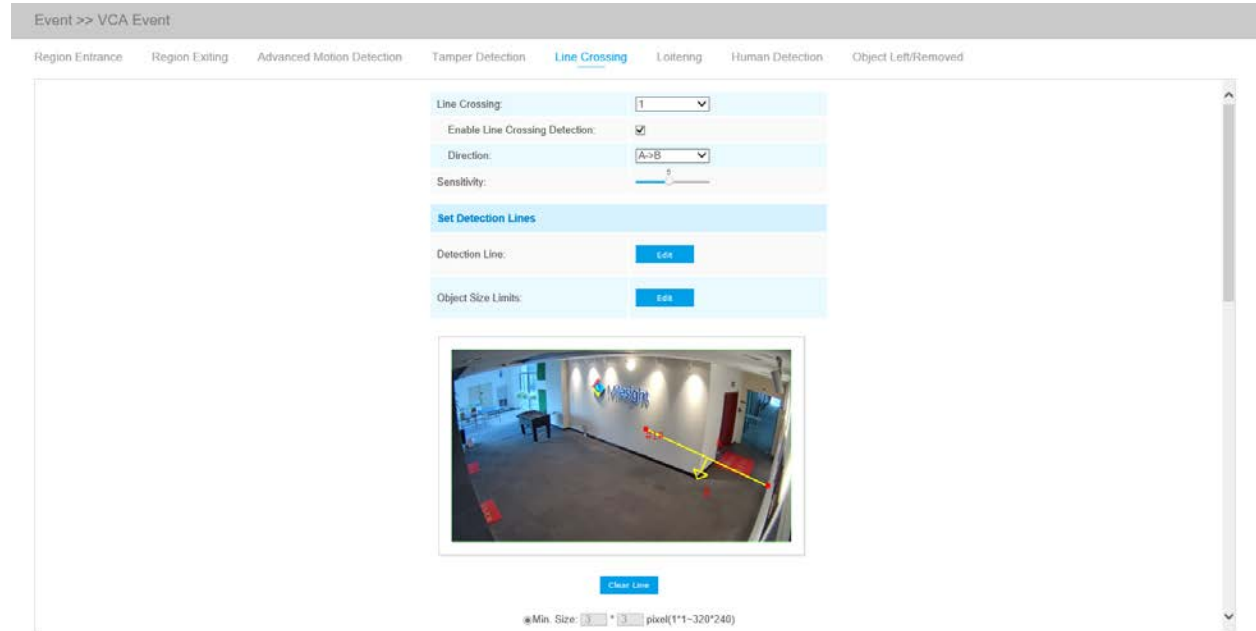 Event >> VCA Event
Region Entrance Region Exiting Advanced Motion Detection Tamper Detection Line Crossing Loitering Human Detection Object Left/Removed
Line Crossing: 1
Enable Line Crossing Detection:
Direction: A->B
Sensitivity: 5
Set Detection Lines
Detection Line: Edit
Object Size Limits: Edit
Milesight
#1#
Clear Line
Min. Size: 3 * 3 pixel(1*1~320*240)